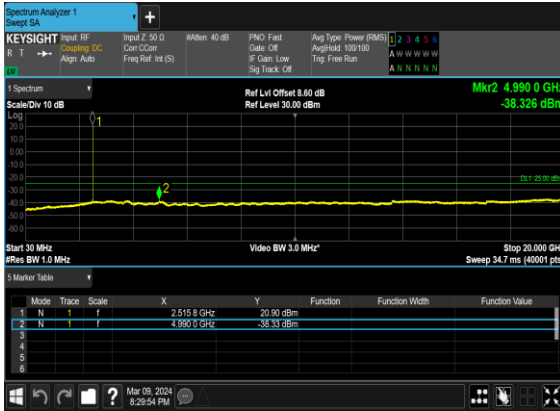 Spectrum Analyzer 1
Swept SA
+
KEYSIGHT Input: RF Input Z: 50 Ω #Atten: 40 dB PNO: Fast Avg Type: Power (RMS) 1 2 3 4 5 6
R T Coupling: DC Corr CCorr Gate: Off Avg|Hold: 100/100 A W W W W W
Align: Auto Freq Ref: Int (S) IF Gain: Low Trig: Free Run
Sig Track: Off A N N N N N
1 Spectrum Ref Lvl Offset 8.60 dB Mkr2 4.990 0 GHz
Scale/Div 10 dB Ref Level 30.00 dBm -38.326 dBm
Log
20.0
10.0
0.00
-10.0
-20.0
-30.0
-40.0
-50.0
-60.0
1
2
DL1 -25.00 dBm
Start 30 MHz Video BW 3.0 MHz* Stop 20.000 GHz
#Res BW 1.0 MHz Sweep 34.7 ms (40001 pts)
5 Marker Table
Mode Trace Scale X Y Function Function Width Function Value
1 N 1 f 2.515 8 GHz 20.90 dBm
2 N 1 f 4.990 0 GHz -38.33 dBm
3
4
5
6
? Mar 09, 2024
8:29:54 PM